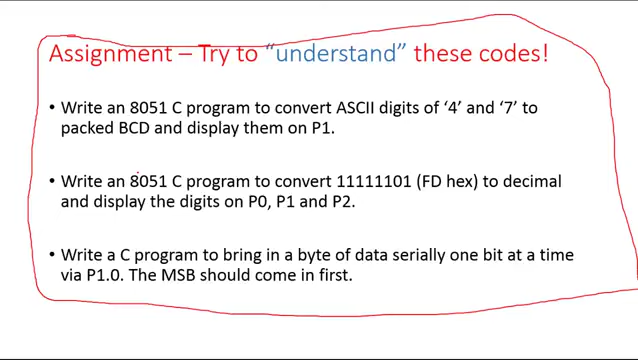 Assignment – Try to “understand” these codes!
• Write an 8051 C program to convert ASCII digits of ‘4’ and ‘7’ to
packed BCD and display them on P1.
• Write an 8051 C program to convert 11111101 (FD hex) to decimal
and display the digits on P0, P1 and P2.
• Write a C program to bring in a byte of data serially one bit at a time
via P1.0. The MSB should come in first.